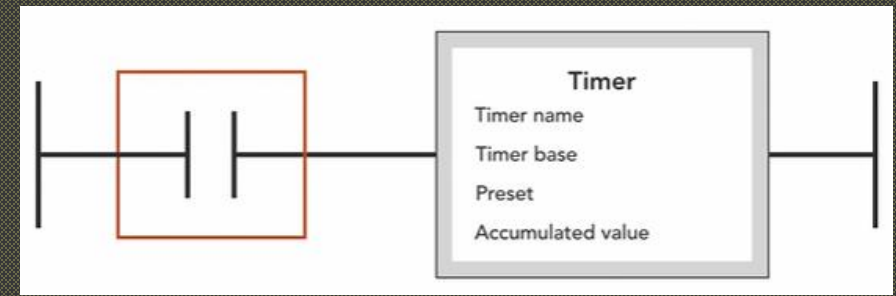 Timer
Timer name
Timer base
Preset
Accumulated value